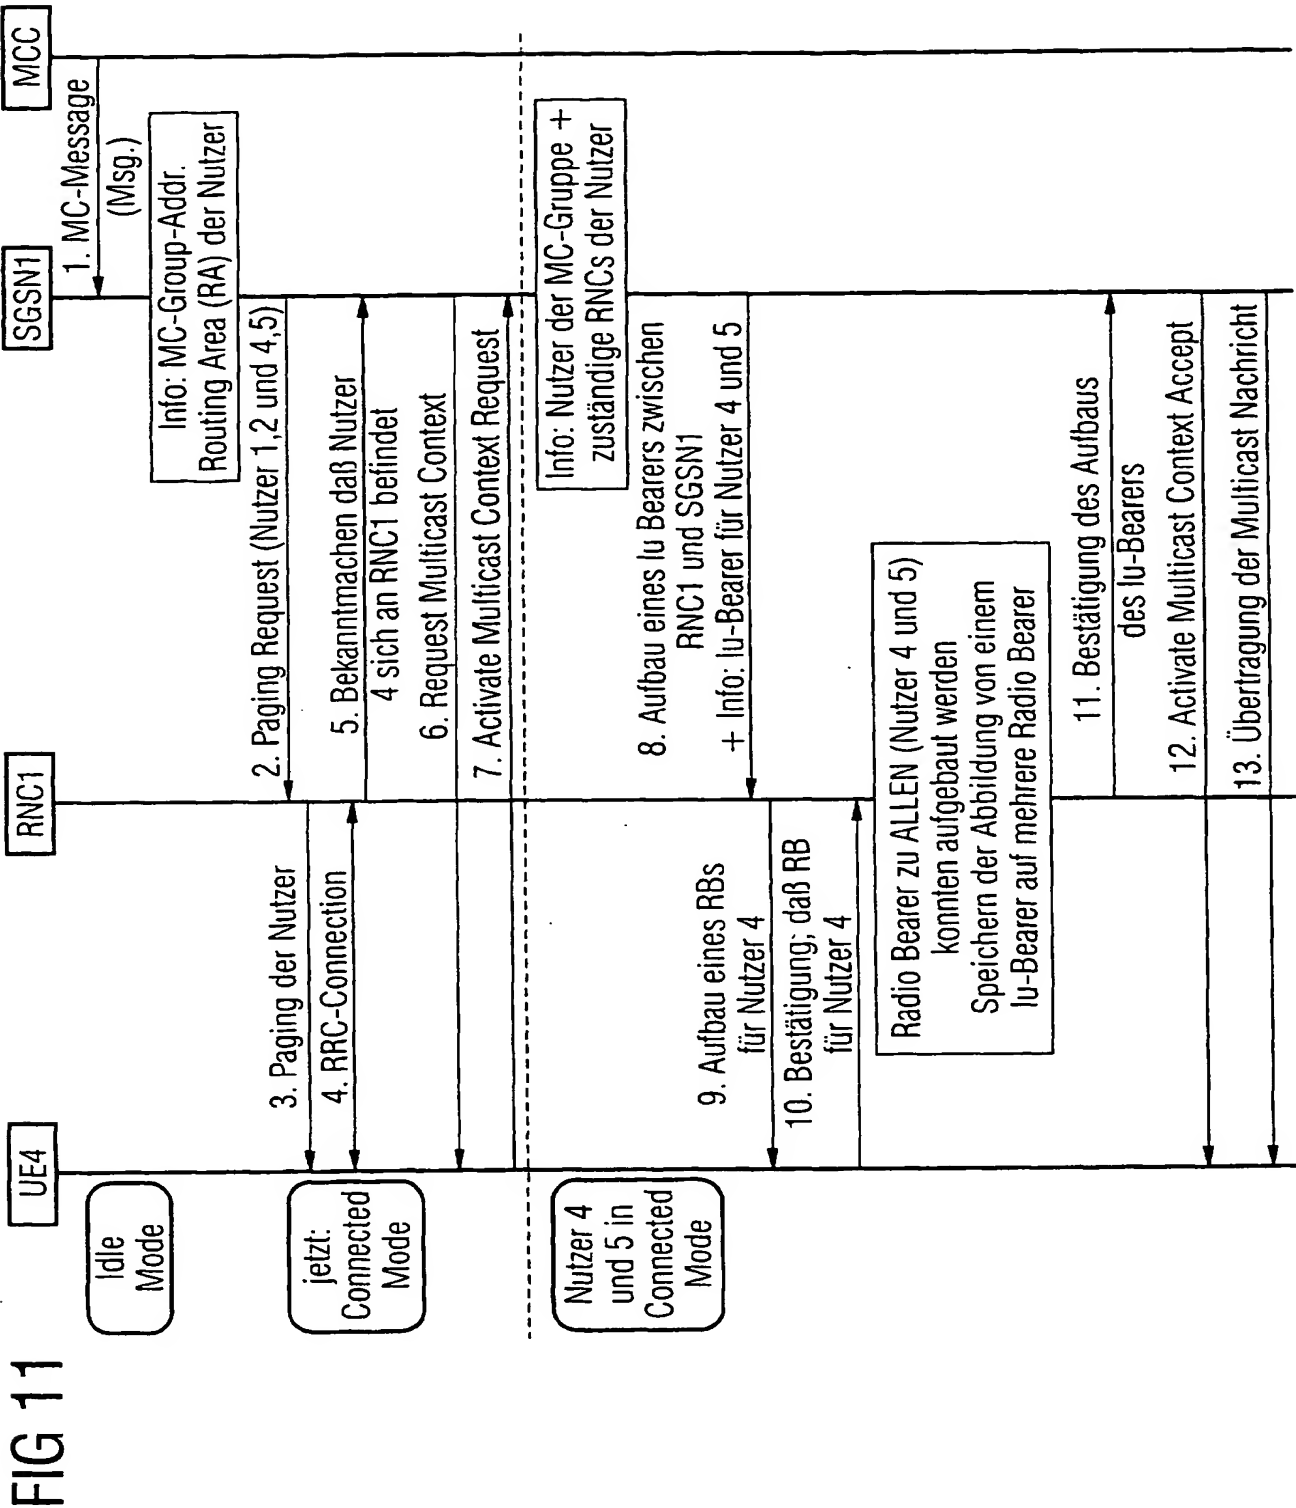 FIG 11
UE4
RNC1
SGSN1
MCC
Idle
Mode
1. MC-Message
(Msg.)
Info: MC-Group-Addr.
Routing Area (RA) der Nutzer
2. Paging Request (Nutzer 1,2 und 4,5)
3. Paging der Nutzer
jetzt:
Connected
Mode
4. RRC-Connection
5. Bekanntmachen daß Nutzer
4 sich an RNC1 befindet
6. Request Multicast Context
7. Activate Multicast Context Request
Nutzer 4
und 5 in
Connected
Mode
Info: Nutzer der MC-Gruppe +
zuständige RNCs der Nutzer
8. Aufbau eines Iu Bearers zwischen
RNC1 und SGSN1
+ Info: Iu-Bearer für Nutzer 4 und 5
9. Aufbau eines RBs
für Nutzer 4
10. Bestätigung; daß RB
für Nutzer 4
Radio Bearer zu ALLEN (Nutzer 4 und 5)
konnten aufgebaut werden
Speichern der Abbildung von einem
Iu-Bearer auf mehrere Radio Bearer
11. Bestätigung des Aufbaus
des Iu-Bearers
12. Activate Multicast Context Accept
13. Übertragung der Multicast Nachricht